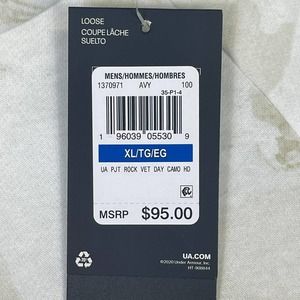 LOOSE
COUPE LÂCHE
SUELTO
MENS/HOMMES/HOMBRES
1370971 AVY 100
35-P1-4
1 96039 05530 9
XL/TG/EG
UA PJT ROCK VET DAY CAMO HD
MSRP $95.00
UA.COM
©2020 Under Armour, Inc.